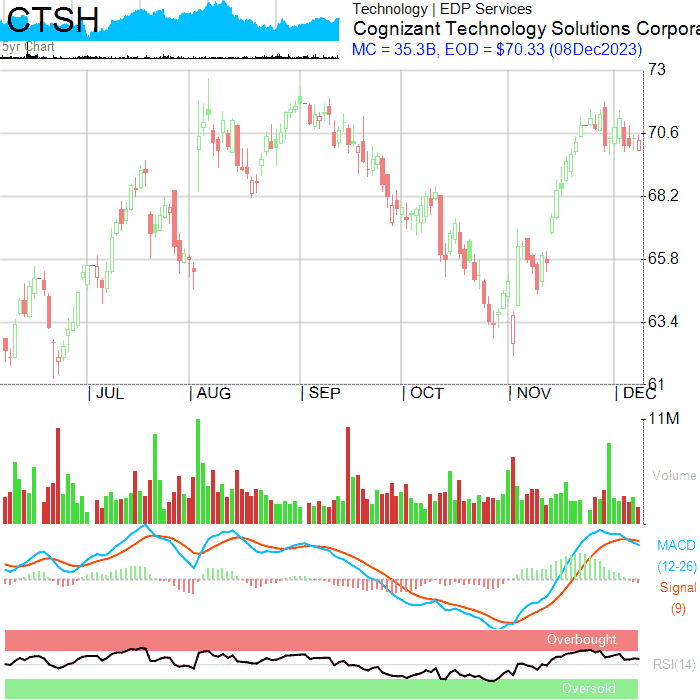 CTSH
5yr Chart
Technology | EDP Services
Cognizant Technology Solutions Corpora
MC = 35.3B, EOD = $70.33 (08Dec2023)
73
70.6
68.2
65.8
63.4
61
JUL AUG SEP OCT NOV DEC
11M
Volume
MACD
(12-26)
Signal
(9)
Overbought
RSI(14)
Oversold